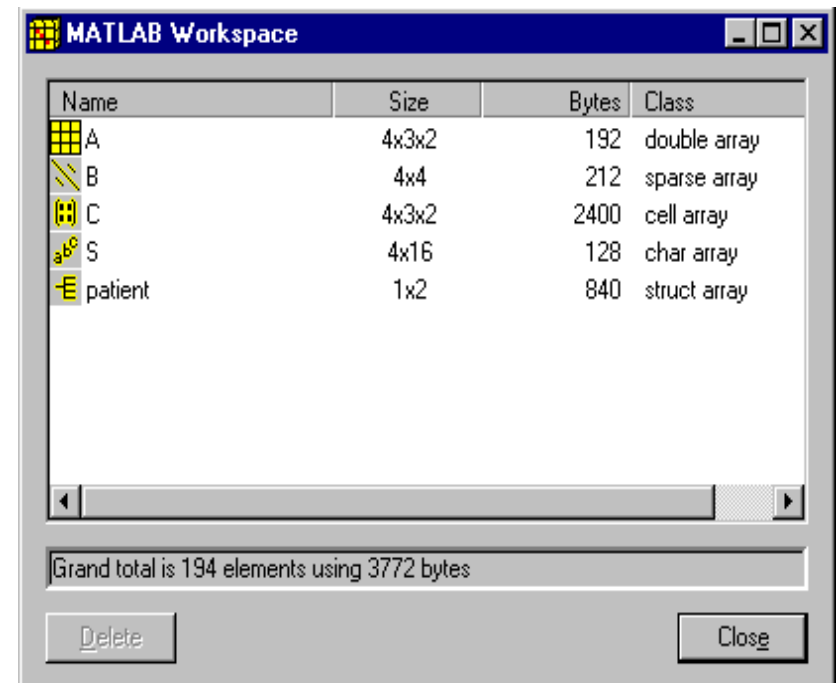 MATLAB Workspace
Name Size Bytes Class
A 4x3x2 192 double array
B 4x4 212 sparse array
C 4x3x2 2400 cell array
abc S 4x16 128 char array
patient 1x2 840 struct array
Grand total is 194 elements using 3772 bytes
Delete Close